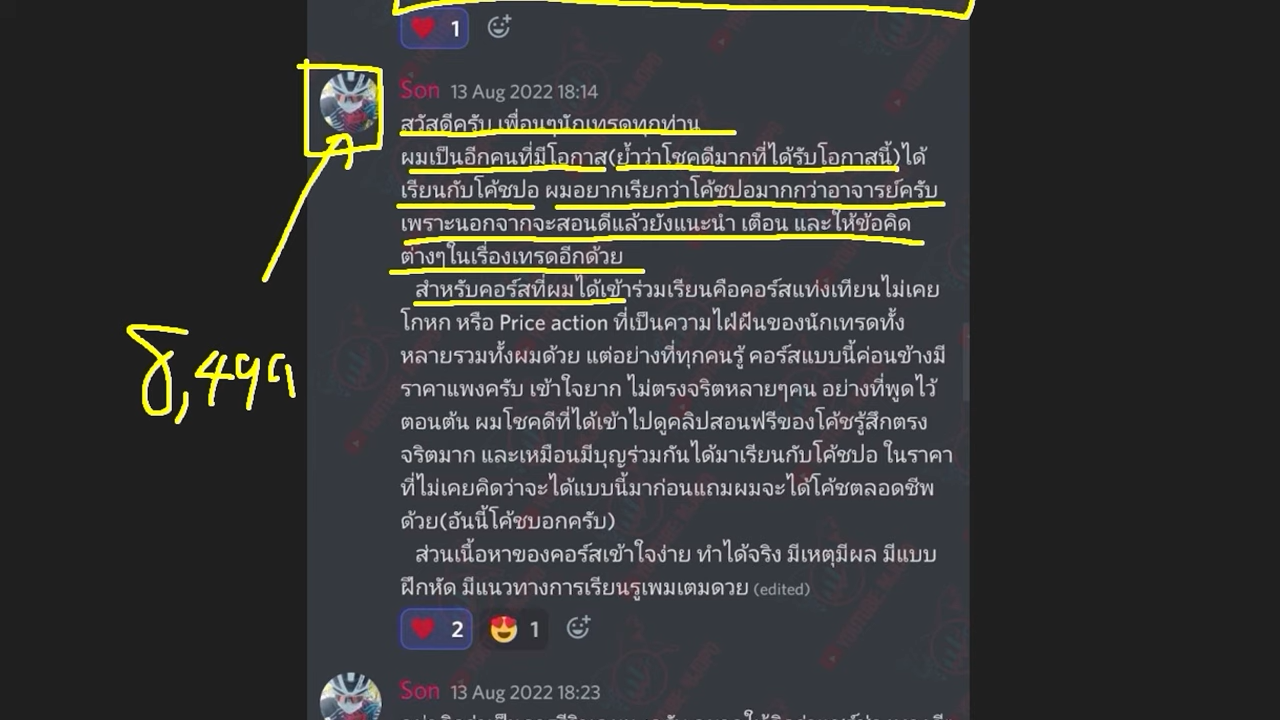 1
Son 13 Aug 2022 18:14
สวัสดีครับ เพื่อนๆนักเทรดทุกท่าน
ผมเป็นอีกคนที่มีโอกาส(ย้ำว่าโชคดีมากที่ได้รับโอกาสนี้)ได้
เรียนกับโค้ชปอ ผมอยากเรียกว่าโค้ชปอมากกว่าอาจารย์ครับ
เพราะนอกจากจะสอนดีแล้วยังแนะนำ เตือน และให้ข้อคิด
ต่างๆในเรื่องเทรดอีกด้วย
สำหรับคอร์สที่ผมได้เข้าร่วมเรียนคือคอร์สแท่งเทียนไม่เคย
โกหก หรือ Price action ที่เป็นความไฝ่ฝันของนักเทรดทั้ง
หลายรวมทั้งผมด้วย แต่อย่างที่ทุกคนรู้ คอร์สแบบนี้ค่อนข้างมี
ราคาแพงครับ เข้าใจยาก ไม่ตรงจริตหลายๆคน อย่างที่พูดไว้
ตอนต้น ผมโชคดีที่ได้เข้าไปดูคลิปสอนฟรีของโค้ชรู้สึกตรง
จริตมาก และเหมือนมีบุญร่วมกันได้มาเรียนกับโค้ชปอ ในราคา
ที่ไม่เคยคิดว่าจะได้แบบนี้มาก่อนแถมผมจะได้โค้ชตลอดชีพ
ด้วย(อันนี้โค้ชบอกครับ)
ส่วนเนื้อหาของคอร์สเข้าใจง่าย ทำได้จริง มีเหตุมีผล มีแบบ
ฝึกหัด มีแนวทางการเรียนรู้เพิ่มเติมด้วย (edited)
2 1
Son 13 Aug 2022 18:23